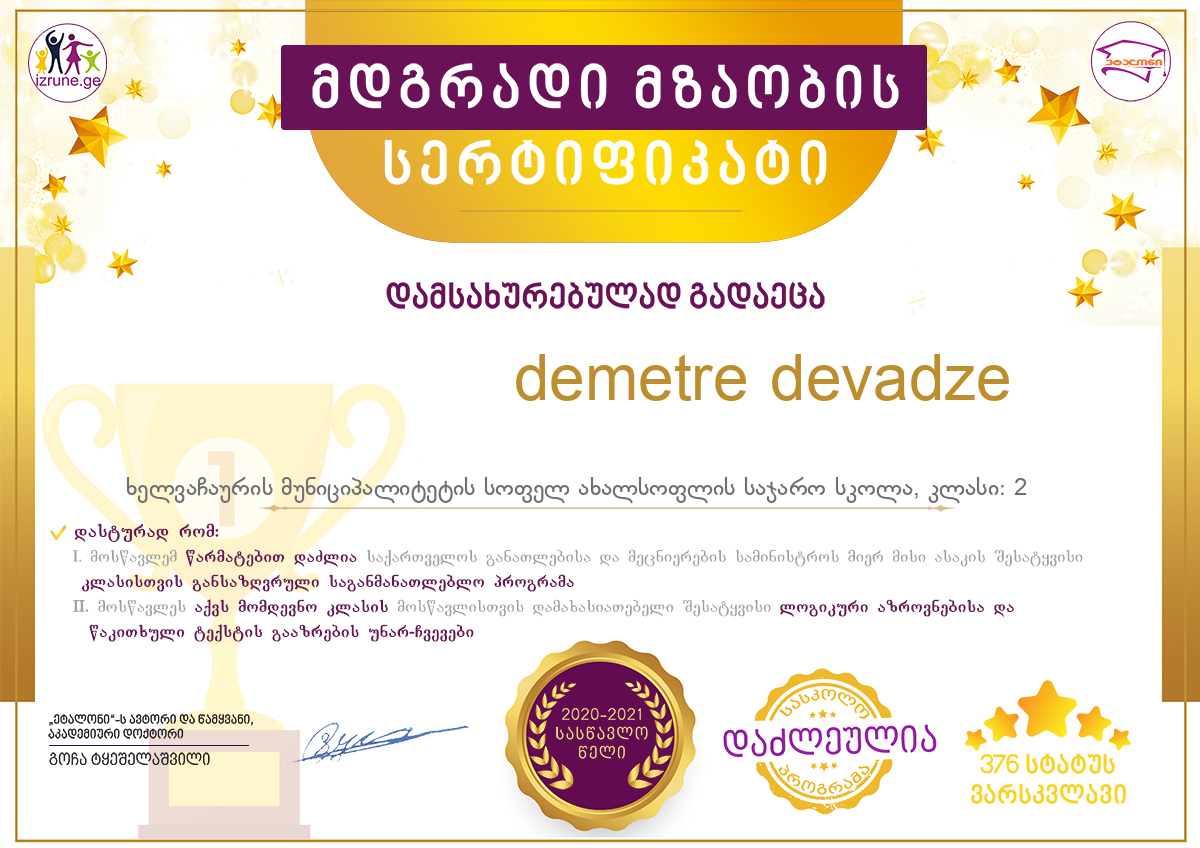 izrune.ge
ეტალონი
მდგრადი მზაობის
სერტიფიკატი
დამსახურებულად გადაეცა
demetre devadze
ხელვაჩაურის მუნიციპალიტეტის სოფელ ახალსოფლის საჯარო სკოლა, კლასი: 2
დასტურად რომ:
I. მოსწავლემ წარმატებით დაძლია საქართველოს განათლებისა და მეცნიერების სამინისტროს მიერ მისი ასაკის შესატყვისი
კლასისთვის განსაზღვრული საგანმანათლებლო პროგრამა
II. მოსწავლეს აქვს მომდევნო კლასის მოსწავლისთვის დამახასიათებელი შესატყვისი ლოგიკური აზროვნებისა და
წაკითხული ტექსტის გააზრების უნარ-ჩვევები
„ეტალონი“-ს ავტორი და წამყვანი,
აკადემიური დოქტორი
გოჩა ტყეშელაშვილი
2020-2021
სასწავლო
წელი
სასკოლო
დაძლეულია
პროგრამა
376 სტატუს
ვარსკვლავი
1